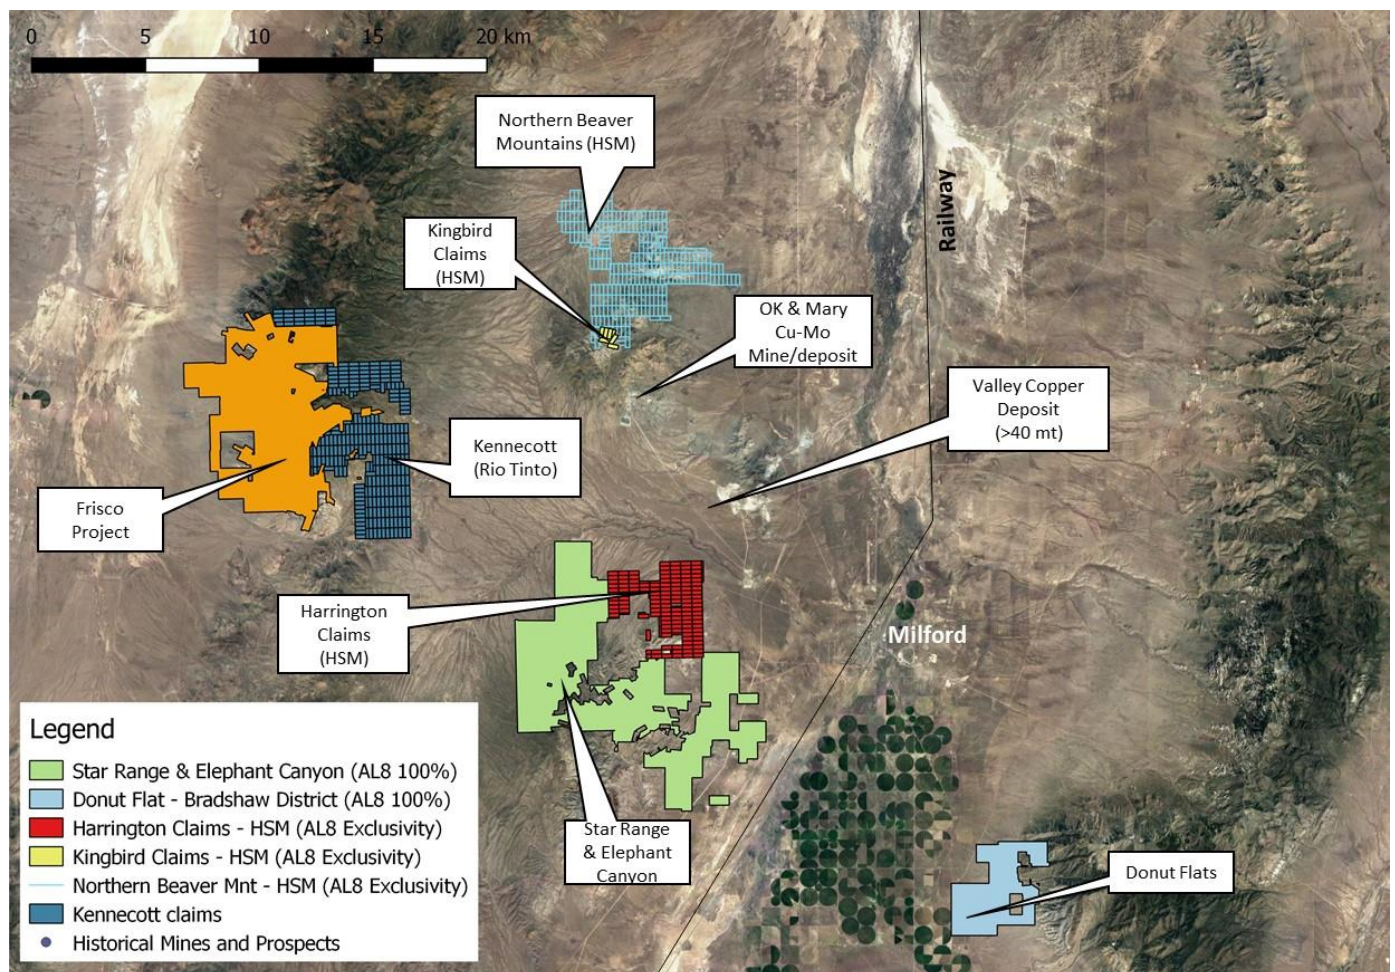 0 5 10 15 20 km
Northern Beaver
Mountains (HSM)
Kingbird
Claims
(HSM)
Railway
OK & Mary
Cu-Mo
Mine/deposit
Valley Copper
Deposit
(>40 mt)
Kennecott
(Rio Tinto)
Frisco
Project
Harrington
Claims
(HSM)
Milford
Star Range
& Elephant
Canyon
Donut Flats
Legend
Star Range & Elephant Canyon (AL8 100%)
Donut Flat - Bradshaw District (AL8 100%)
Harrington Claims - HSM (AL8 Exclusivity)
Kingbird Claims - HSM (AL8 Exclusivity)
Northern Beaver Mnt - HSM (AL8 Exclusivity)
Kennecott claims
Historical Mines and Prospects